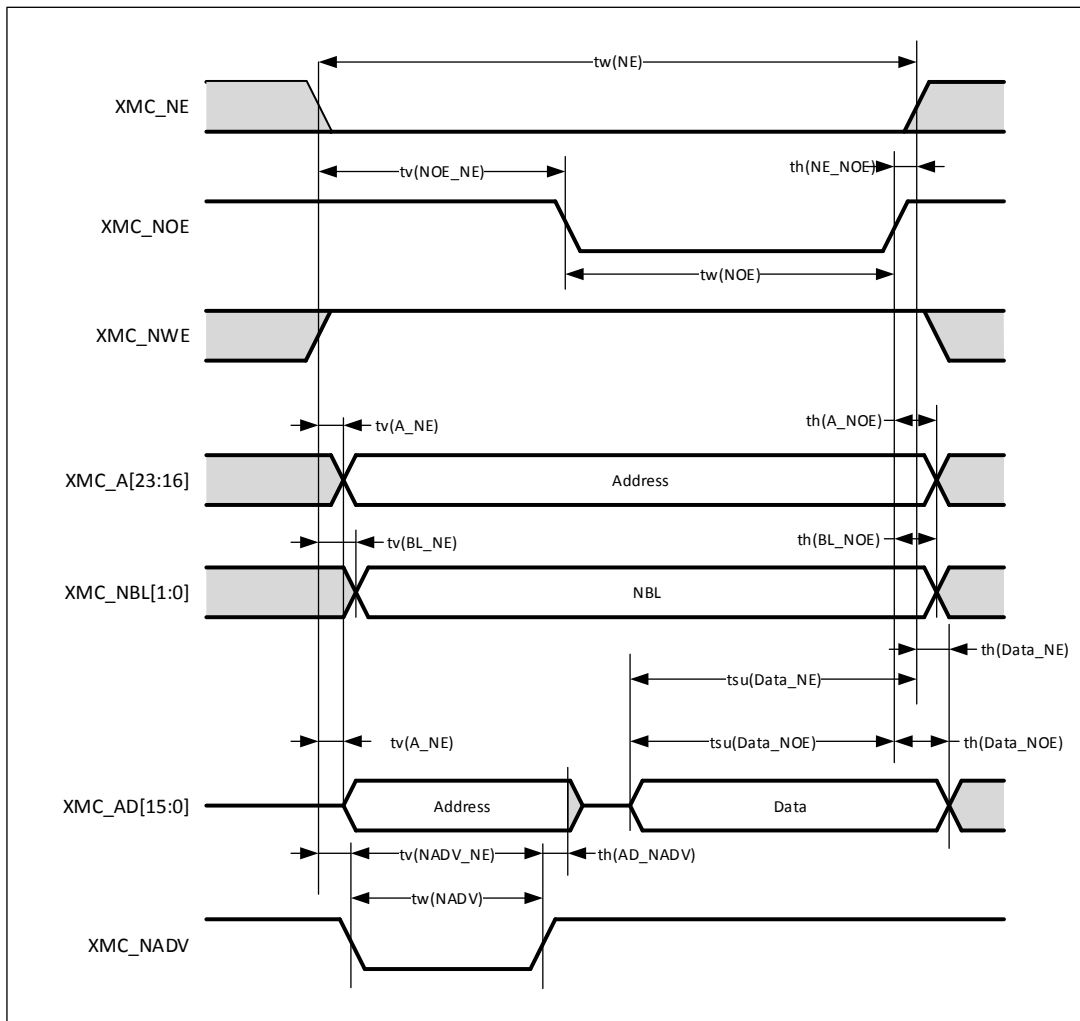 tw(NE)
XMC_NE
tv(NOE_NE)
th(NE_NOE)
XMC_NOE
tw(NOE)
XMC_NWE
tv(A_NE)
th(A_NOE)
XMC_A[23:16]
Address
tv(BL_NE)
th(BL_NOE)
XMC_NBL[1:0]
NBL
th(Data_NE)
tsu(Data_NE)
tv(A_NE)
tsu(Data_NOE)
th(Data_NOE)
XMC_AD[15:0]
Address
Data
tv(NADV_NE)
th(AD_NADV)
tw(NADV)
XMC_NADV